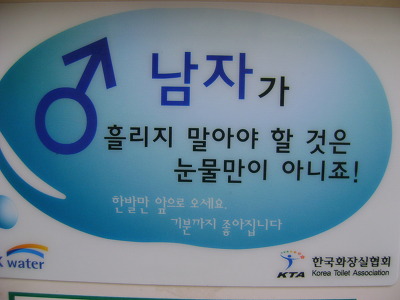 남자가
흘리지 말아야 할 것은
눈물만이 아니죠!
한발만 앞으로 오세요.
기분까지 좋아집니다
K water
KTA
한국화장실협회
Korea Toilet Association